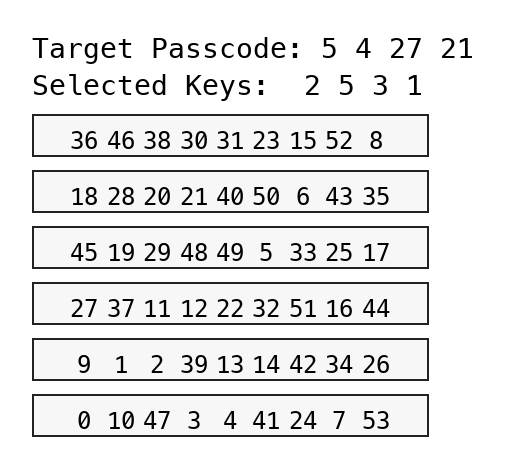 Target Passcode: 5 4 27 21
Selected Keys: 2 5 3 1
36 46 38 30 31 23 15 52 8
18 28 20 21 40 50 6 43 35
45 19 29 48 49 5 33 25 17
27 37 11 12 22 32 51 16 44
9 1 2 39 13 14 42 34 26
0 10 47 3 4 41 24 7 53